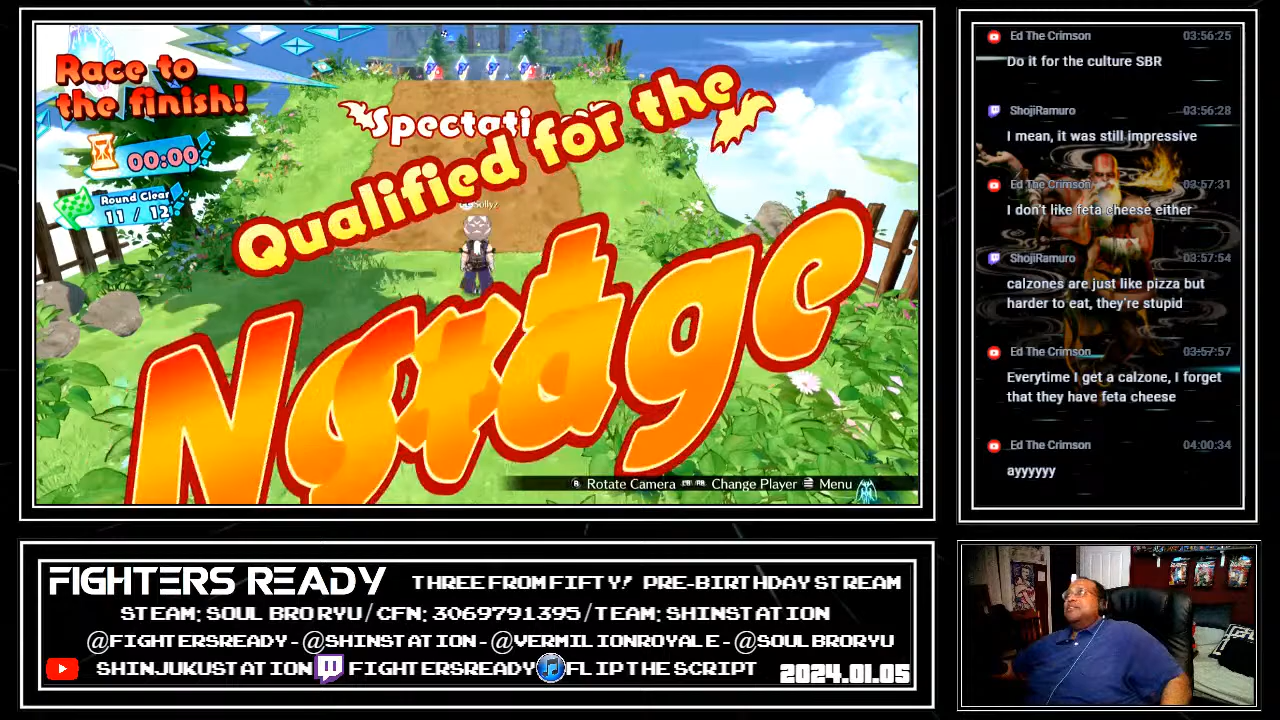 Race to
the finish!
00:00
Round Clear
11 / 12
Spectati
Qualified for the
Sully2
Rotate Camera
Change Player
Menu
Ed The Crimson 03:56:25
Do it for the culture SBR
ShojiRamuro 03:56:28
I mean, it was still impressive
Ed The Crimson 03:57:31
I don't like feta cheese either
ShojiRamuro 03:57:54
calzones are just like pizza but
harder to eat, they're stupid
Ed The Crimson 03:57:57
Everytime I get a calzone, I forget
that they have feta cheese
Ed The Crimson 04:00:34
ayyyyyy
FIGHTERS READY THREE FROM FIFTY! PRE-BIRTHDAY STREAM
STEAM: SOUL BRO RYU / CFN: 3069791395 / TEAM: SHINSTATION
@FIGHTERSREADY - @SHINSTATION - @VERMILIONROYALE - @SOULBRORYU
SHINJUKUSTATION FIGHTERSREADY FLIP THE SCRIPT 2024.01.05